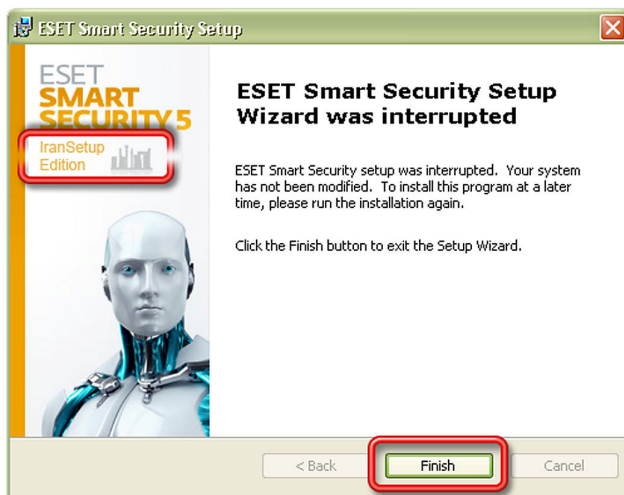 ESET Smart Security Setup
ESET
SMART
SECURITY 5
IranSetup
Edition
ESET Smart Security Setup
Wizard was interrupted
ESET Smart Security setup was interrupted. Your system
has not been modified. To install this program at a later
time, please run the installation again.
Click the Finish button to exit the Setup Wizard.
< Back
Finish
Cancel